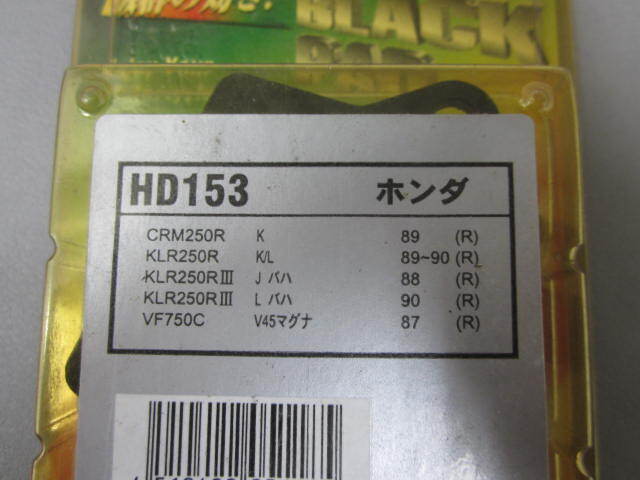 BLACK
HD153 ホンダ
CRM250R K 89 (R)
KLR250R K/L 89~90 (R)
KLR250RⅢ J バハ 88 (R)
KLR250RⅢ L バハ 90 (R)
VF750C V45マグナ 87 (R)